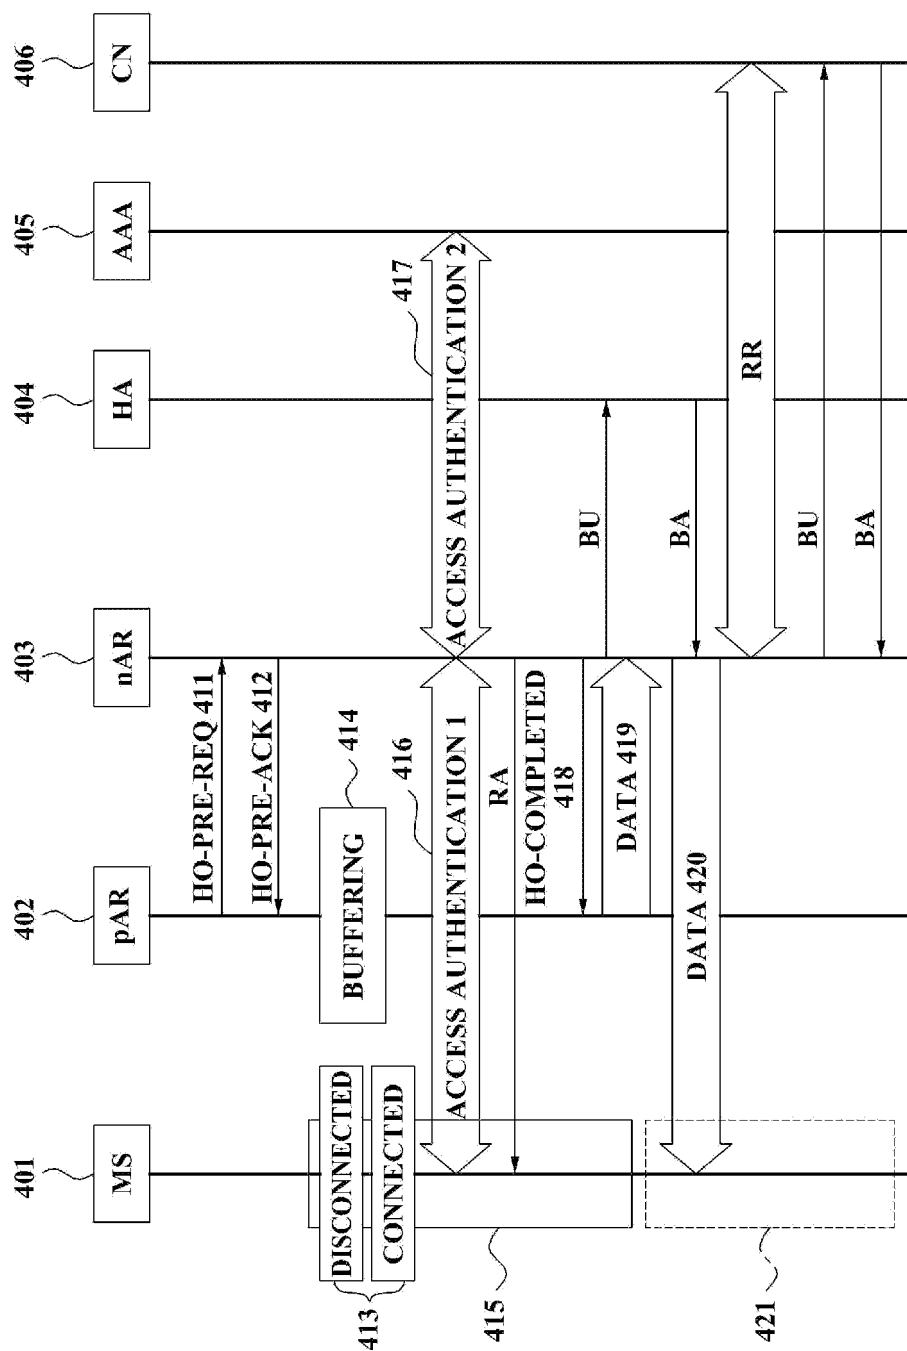 401
402
403
404
405
406
MS
pAR
nAR
HA
AAA
CN
HO-PRE-REQ 411
HO-PRE-ACK 412
413
DISCONNECTED
CONNECTED
BUFFERING
414
415
416
ACCESS AUTHENTICATION 1
417
ACCESS AUTHENTICATION 2
RA
HO-COMPLETED
418
BU
DATA 419
BA
DATA 420
RR
421
BU
BA